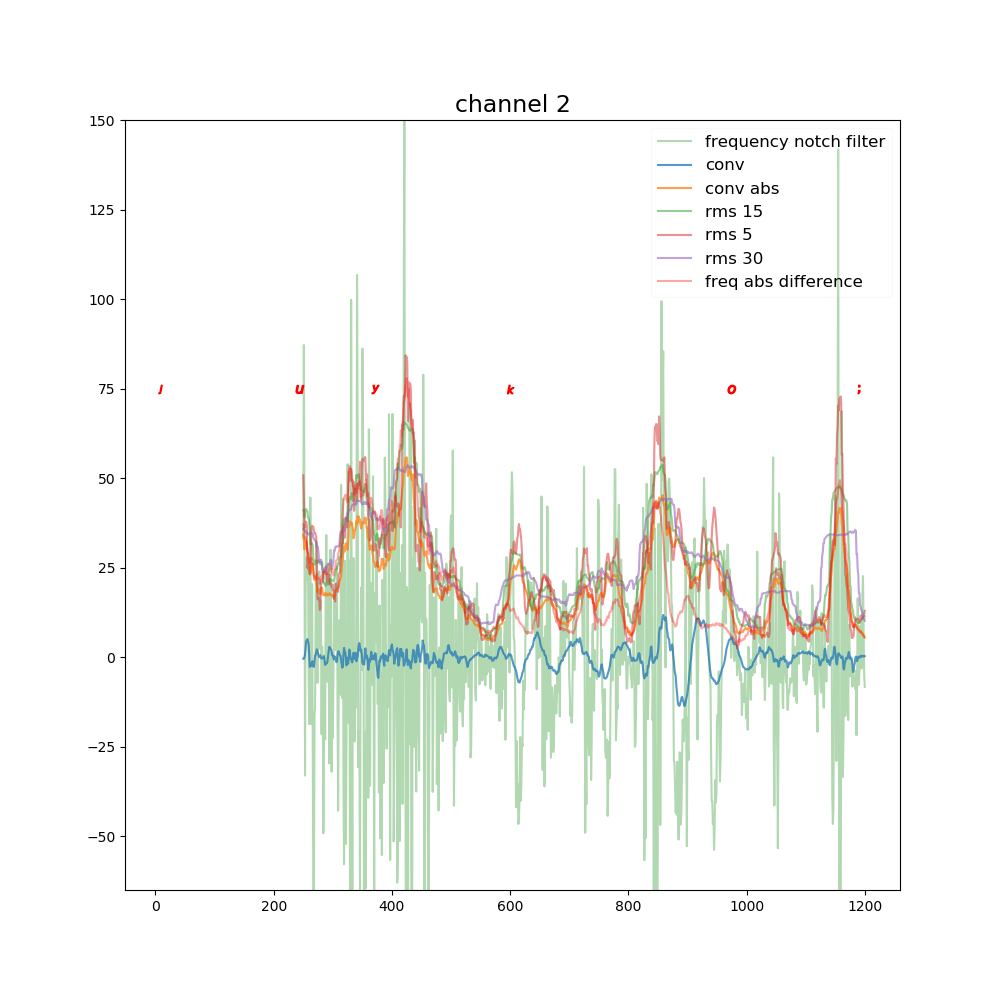 channel 2
frequency notch filter
conv
conv abs
rms 15
rms 5
rms 30
freq abs difference
150
125
100
75
50
25
0
−25
−50
j u y k o ;
0 200 400 600 800 1000 1200